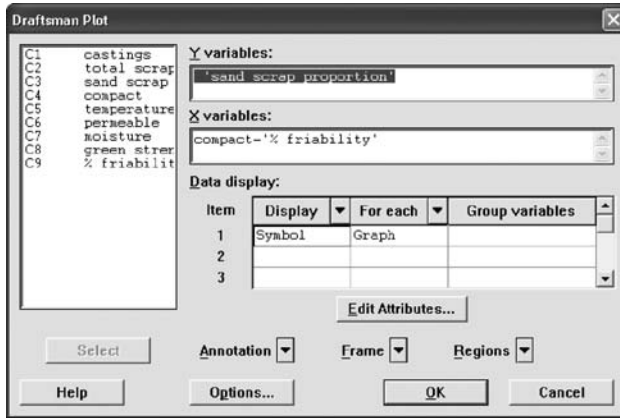 Draftsman Plot
C1 castings
C2 total scrap
C3 sand scrap
C4 compact
C5 temperature
C6 permeable
C7 moisture
C8 green stren
C9 % friabilit
Y variables:
'sand scrap proportion'
X variables:
compact-'% friability'
Data display:
Item Display For each Group variables
1 Symbol Graph
2
3
Edit Attributes...
Select Annotation Frame Regions
Help Options... OK Cancel